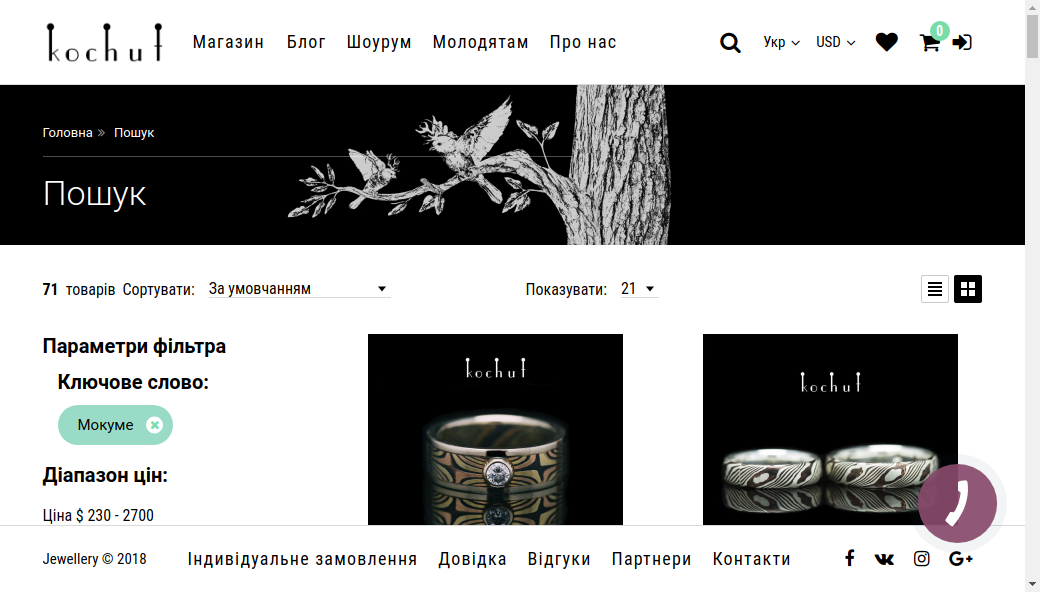 kochut
Магазин Блог Шоурум Молодятам Про нас
Укр USD 0
Головна » Пошук
Пошук
71 товарів Сортувати: За умовчанням Показувати: 21
Параметри фільтра
Ключове слово:
Мокуме
Діапазон цін:
Ціна $ 230 - 2700
kochut
kochut
Jewellery © 2018 Індивідуальне замовлення Довідка Відгуки Партнери Контакти